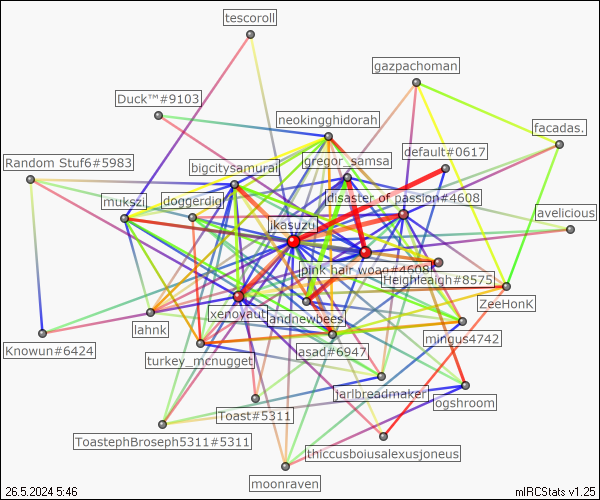 tescoroll
gazpachoman
Duck™#9103
neokingghidorah
facadas.
default#0617
gregor_samsa
Random Stuf6#5983
bigcitysamurai
disaster of passion#4608
mukszi
doggerdig
avelicious
ikasuzu
pink hair woag#4608
Heighleaigh#8575
ZeeHonK
xenoyaut
andnewbees
lahnk
mingus4742
Knowun#6424
asad#6947
turkey_mcnugget
jarlbreadmaker
ogshroom
Toast#5311
ToastephBroseph5311#5311
thiccusboiusalexusjoneus
moonraven
26.5.2024 5:46
mIRCStats v1.25